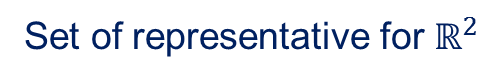 Set of representative for ℝ²